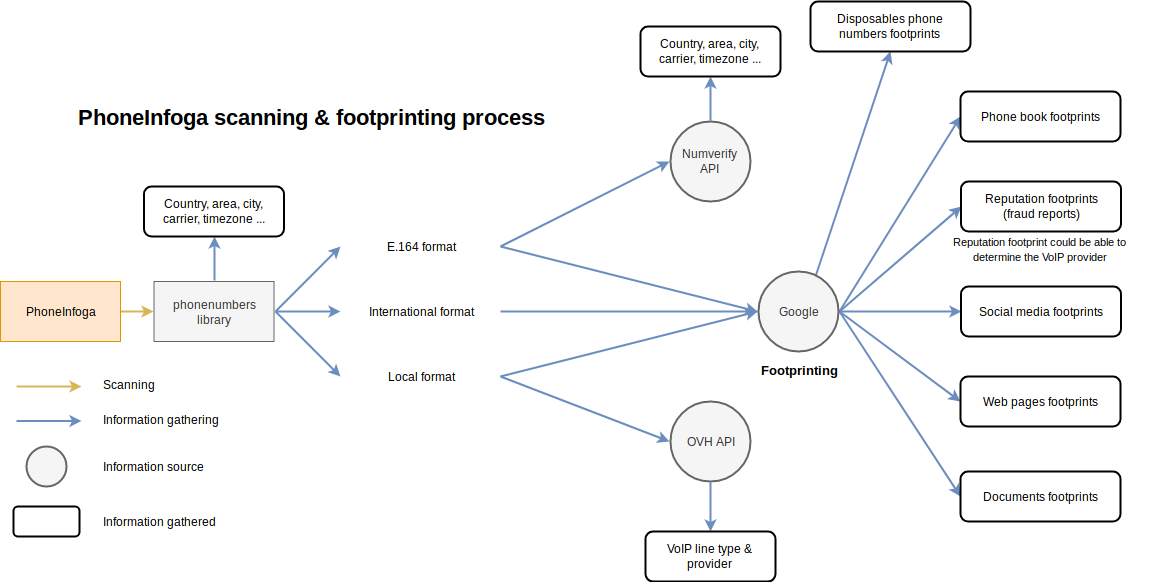 Disposables phone
numbers footprints
Country, area, city,
carrier, timezone ...
PhoneInfoga scanning & footprinting process
Phone book footprints
Numverify
API
Country, area, city,
carrier, timezone ...
Reputation footprints
(fraud reports)
Reputation footprint could be able to
determine the VoIP provider
E.164 format
PhoneInfoga
phonenumbers
library
International format
Google
Social media footprints
Footprinting
Local format
Scanning
Web pages footprints
Information gathering
OVH API
Information source
Documents footprints
Information gathered
VoIP line type &
provider